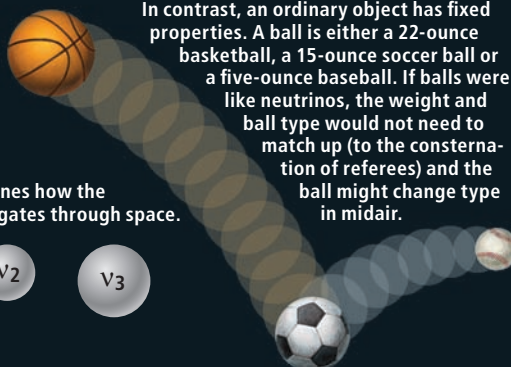 In contrast, an ordinary object has fixed
properties. A ball is either a 22-ounce
basketball, a 15-ounce soccer ball or
a five-ounce baseball. If balls were
like neutrinos, the weight and
ball type would not need to
match up (to the consterna-
tion of referees) and the
ball might change type
in midair.
how the
through space.
ν3